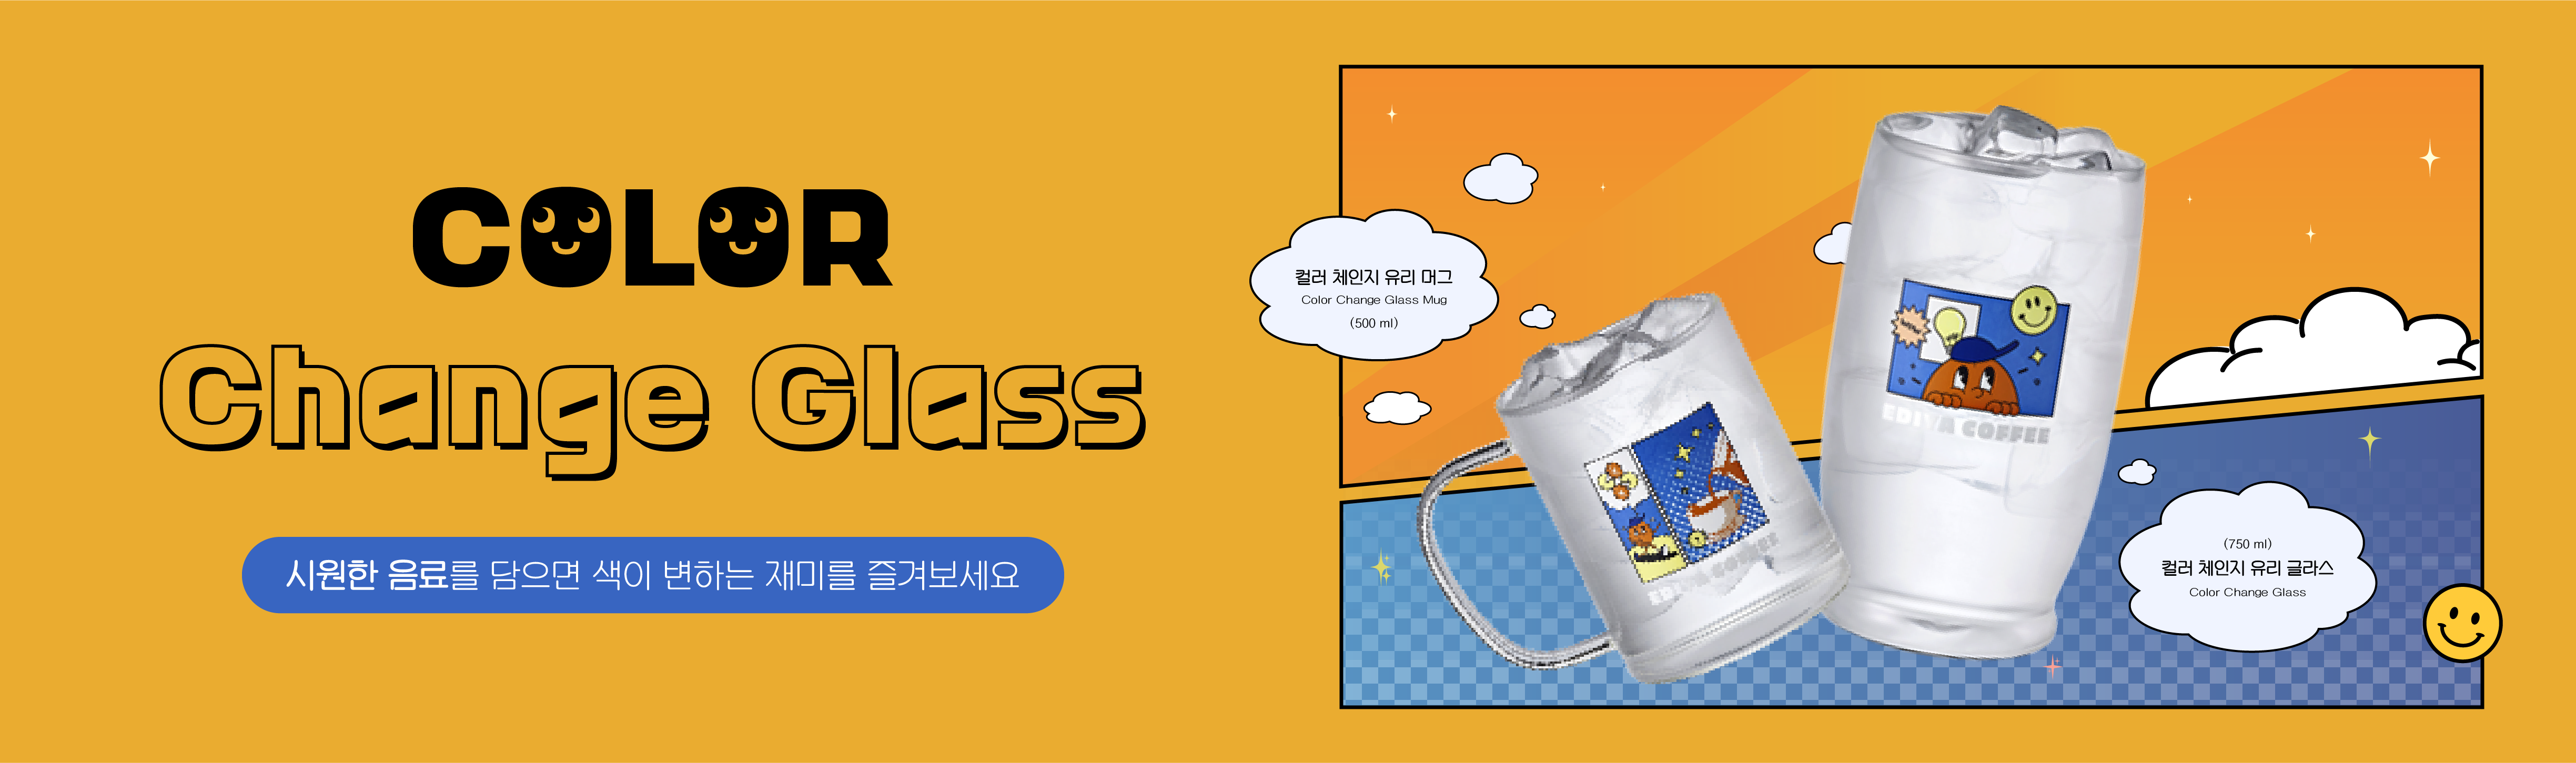 COLOR
Change Glass
시원한 음료를 담으면 색이 변하는 재미를 즐겨보세요
컬러 체인지 유리 머그
Color Change Glass Mug
(500 ml)
EDIYA COFFEE
EDIYA COFFEE
(750 ml)
컬러 체인지 유리 글라스
Color Change Glass